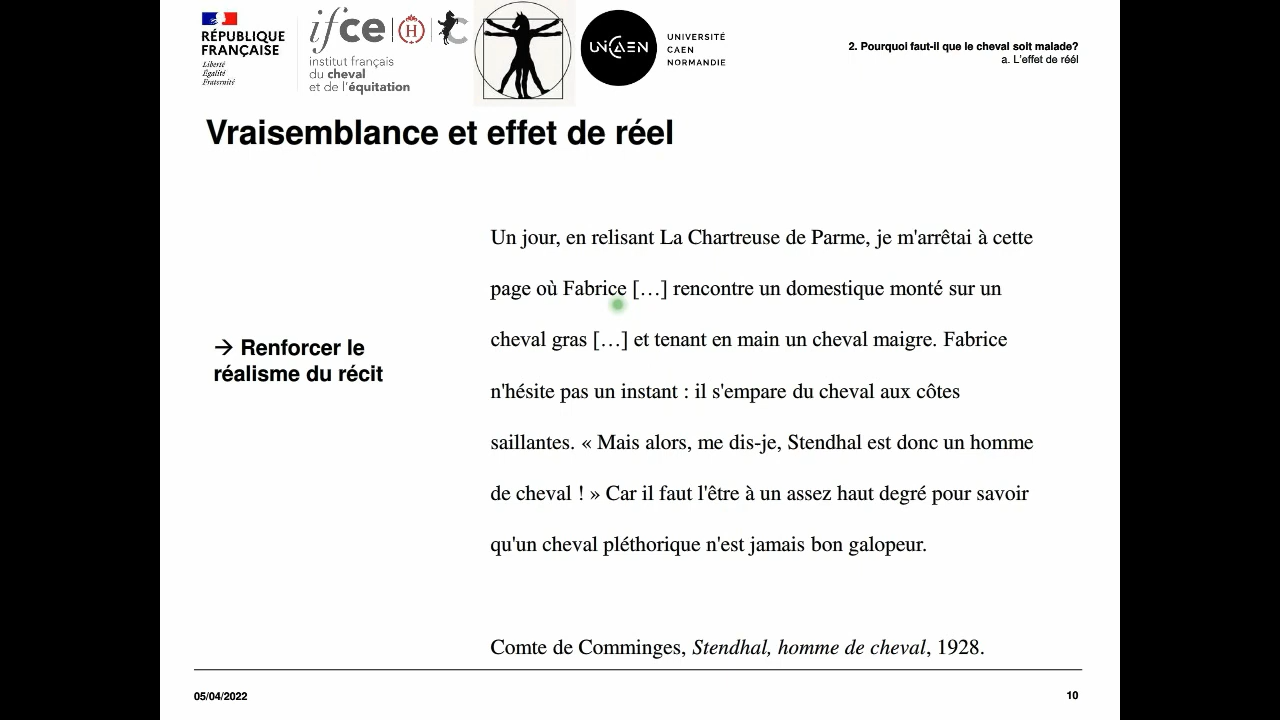 RÉPUBLIQUE
FRANÇAISE
Liberté
Égalité
Fraternité
ifce
H
institut français
du cheval
et de l'équitation
UNICAEN
UNIVERSITÉ
CAEN
NORMANDIE
2. Pourquoi faut-il que le cheval soit malade?
a. L'effet de réél
Vraisemblance et effet de réel
→ Renforcer le
réalisme du récit
Un jour, en relisant La Chartreuse de Parme, je m'arrêtai à cette
page où Fabrice […] rencontre un domestique monté sur un
cheval gras […] et tenant en main un cheval maigre. Fabrice
n'hésite pas un instant : il s'empare du cheval aux côtes
saillantes. « Mais alors, me dis-je, Stendhal est donc un homme
de cheval ! » Car il faut l'être à un assez haut degré pour savoir
qu'un cheval pléthorique n'est jamais bon galopeur.
Comte de Comminges, Stendhal, homme de cheval, 1928.
05/04/2022
10